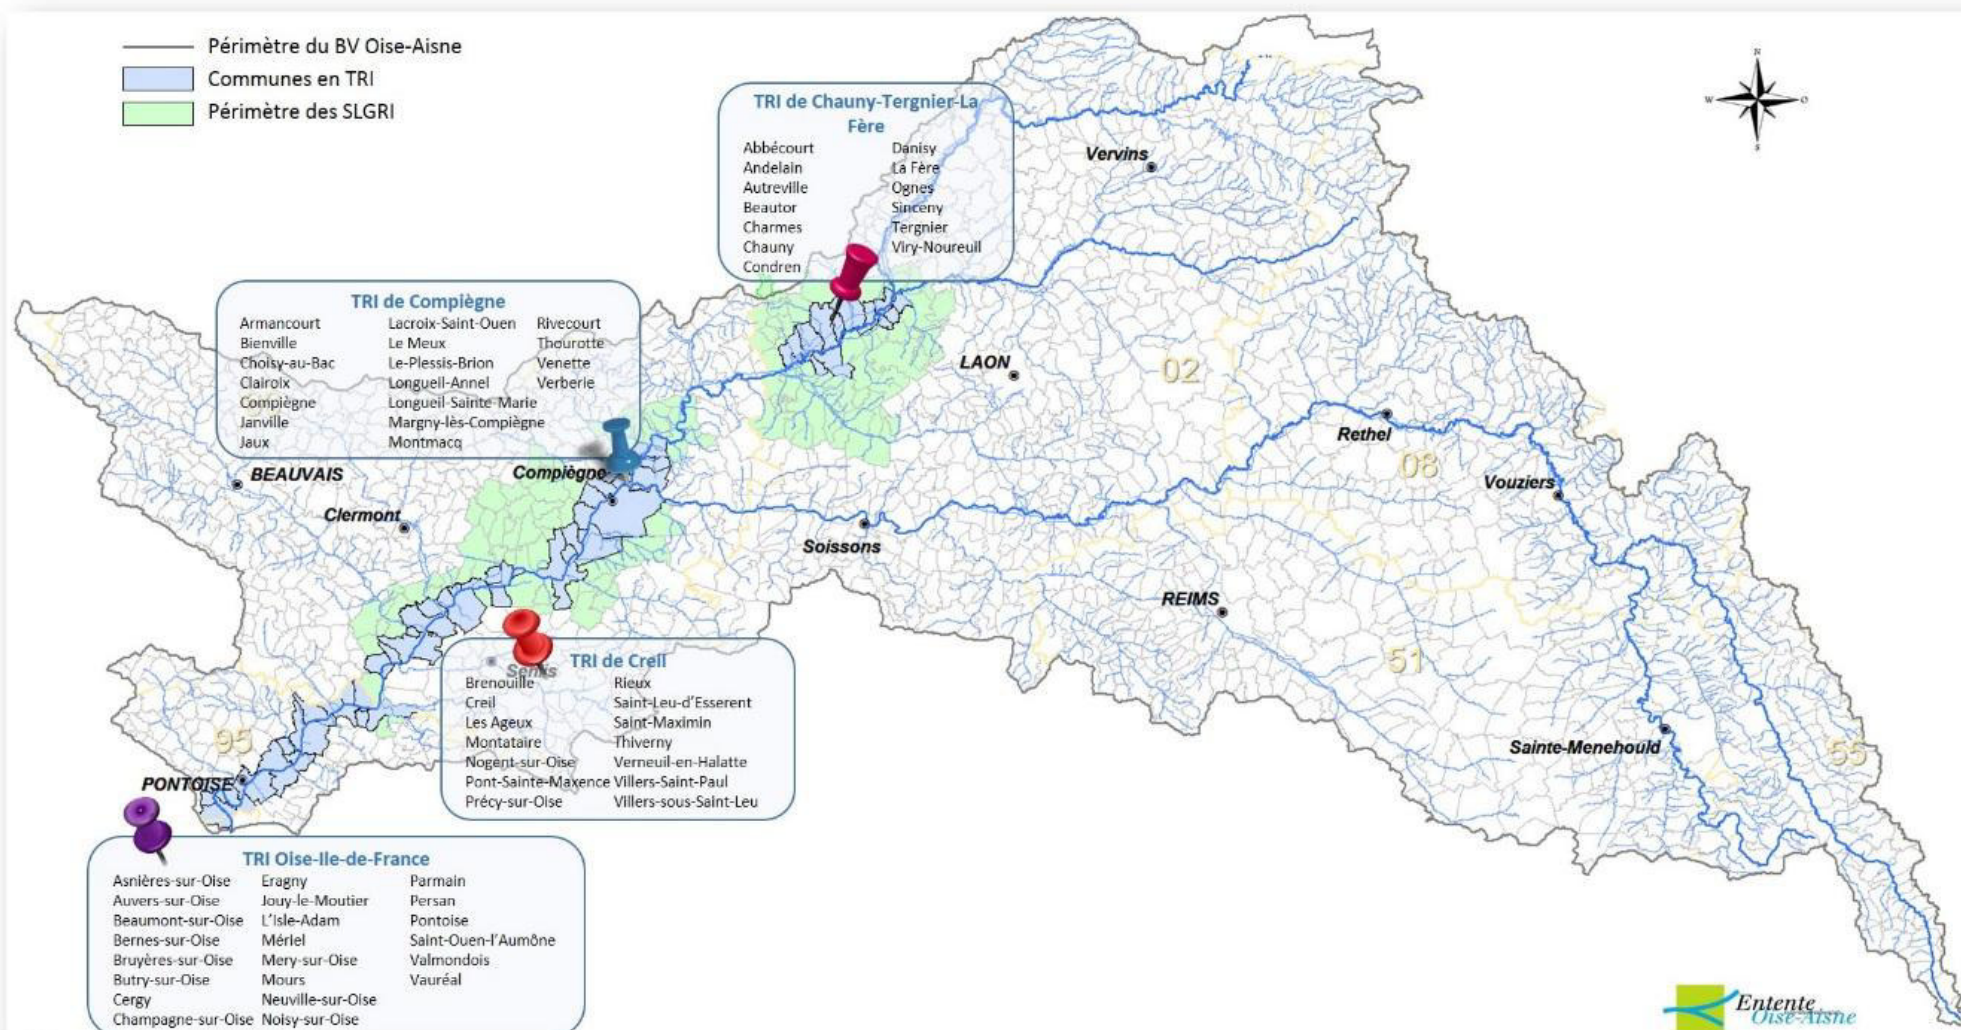 Périmètre du BV Oise-Aisne
Communes en TRI
Périmètre des SLGRI
N
W
O
S
TRI de Chauny-Tergnier-La
Fère
Abbécourt
Andelain
Autreville
Beautor
Charmes
Chauny
Condren
Danisy
La Fère
Ognes
Sinceny
Tergnier
Viry-Noureuil
Vervins
TRI de Compiègne
Armancourt
Bienville
Choisy-au-Bac
Clairoix
Compiègne
Janville
Jaux
Lacroix-Saint-Ouen
Le Meux
Le-Plessis-Brion
Longueil-Annel
Longueil-Sainte-Marie
Margny-lès-Compiègne
Montmacq
Rivecourt
Thourotte
Venette
Verberie
LAON
02
Rethel
08
Vouziers
BEAUVAIS
Compiègne
Clermont
Soissons
REIMS
51
Sainte-Menehould
55
95
PONTOISE
Senlis
TRI de Creil
Brenouille
Creil
Les Ageux
Montataire
Nogent-sur-Oise
Pont-Sainte-Maxence
Précy-sur-Oise
Rieux
Saint-Leu-d'Esserent
Saint-Maximin
Thiverny
Verneuil-en-Halatte
Villers-Saint-Paul
Villers-sous-Saint-Leu
TRI Oise-Ile-de-France
Asnières-sur-Oise
Auvers-sur-Oise
Beaumont-sur-Oise
Bernes-sur-Oise
Bruyères-sur-Oise
Butry-sur-Oise
Cergy
Champagne-sur-Oise
Eragny
Jouy-le-Moutier
L'Isle-Adam
Mériel
Mery-sur-Oise
Mours
Neuville-sur-Oise
Noisy-sur-Oise
Parmain
Persan
Pontoise
Saint-Ouen-l'Aumône
Valmondois
Vauréal
Entente
Oise-Aisne